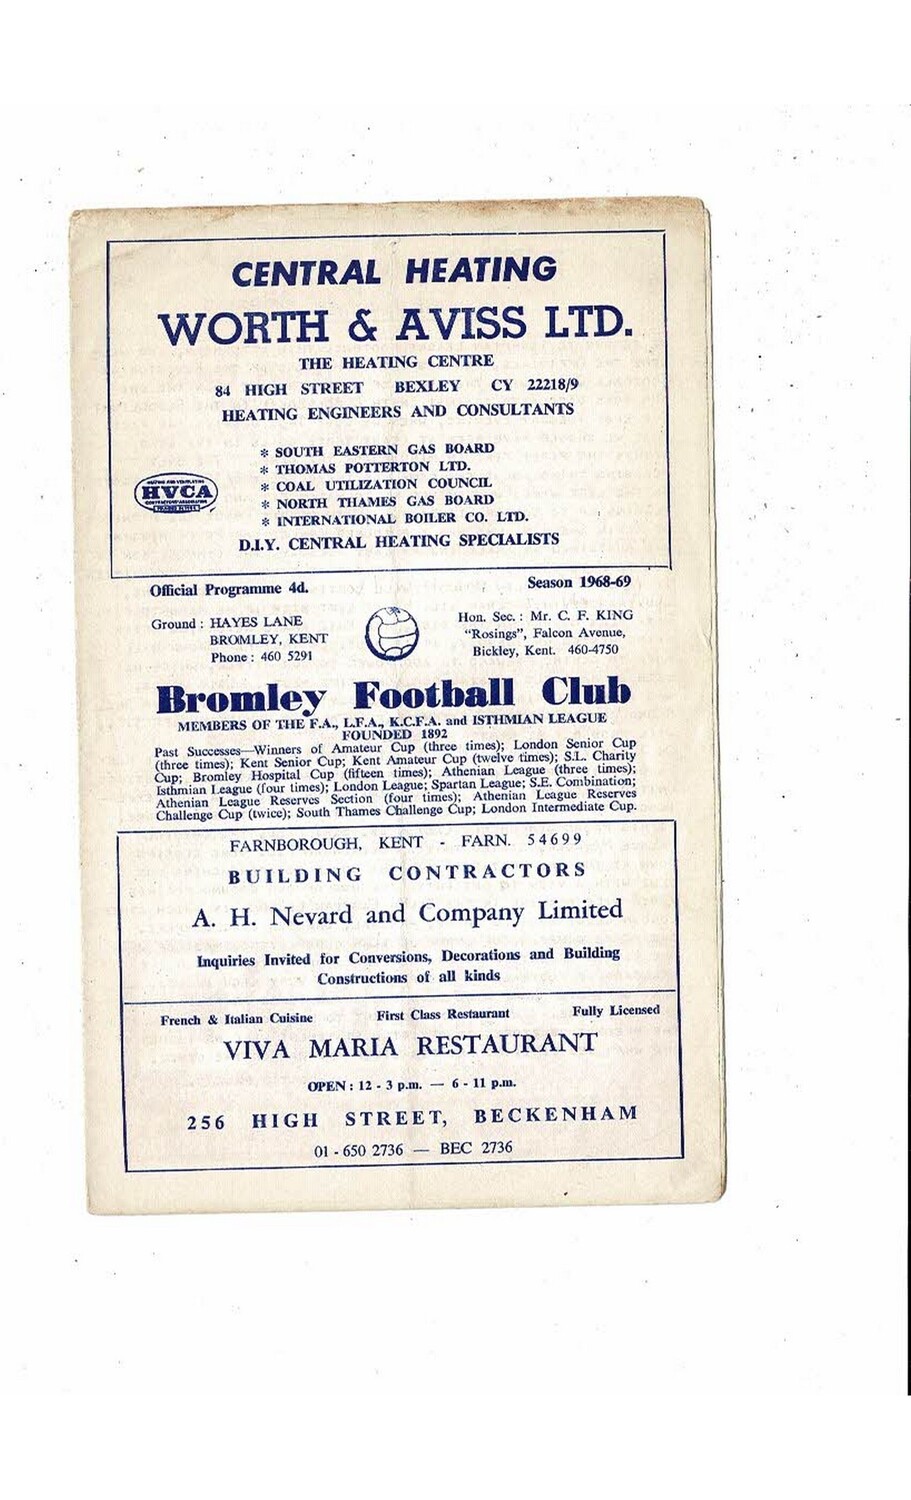 CENTRAL HEATING
WORTH & AVISS LTD.
THE HEATING CENTRE
84 HIGH STREET BEXLEY CY 22218/9
HEATING ENGINEERS AND CONSULTANTS
* SOUTH EASTERN GAS BOARD
* THOMAS POTTERTON LTD.
* COAL UTILIZATION COUNCIL
* NORTH THAMES GAS BOARD
* INTERNATIONAL BOILER CO. LTD.
HEATING AND VENTILATING
HVCA
CONTRACTORS' ASSOCIATION
D.I.Y. CENTRAL HEATING SPECIALISTS
Official Programme 4d. Season 1968-69
Ground : HAYES LANE
BROMLEY, KENT
Phone : 460 5291
Hon. Sec. : Mr. C. F. KING
"Rosings", Falcon Avenue,
Bickley, Kent. 460-4750
Bromley Football Club
MEMBERS OF THE F.A., L.F.A., K.C.F.A. and ISTHMIAN LEAGUE
FOUNDED 1892
Past Successes—Winners of Amateur Cup (three times); London Senior Cup
(three times); Kent Senior Cup; Kent Amateur Cup (twelve times); S.L. Charity
Cup; Bromley Hospital Cup (fifteen times); Athenian League (three times);
Isthmian League (four times); London League; Spartan League; S.E. Combination;
Athenian League Reserves Section (four times); Athenian League Reserves
Challenge Cup (twice); South Thames Challenge Cup; London Intermediate Cup.
FARNBOROUGH, KENT - FARN. 54699
BUILDING CONTRACTORS
A. H. Nevard and Company Limited
Inquiries Invited for Conversions, Decorations and Building
Constructions of all kinds
French & Italian Cuisine First Class Restaurant Fully Licensed
VIVA MARIA RESTAURANT
OPEN : 12 - 3 p.m. — 6 - 11 p.m.
256 HIGH STREET, BECKENHAM
01 - 650 2736 — BEC 2736